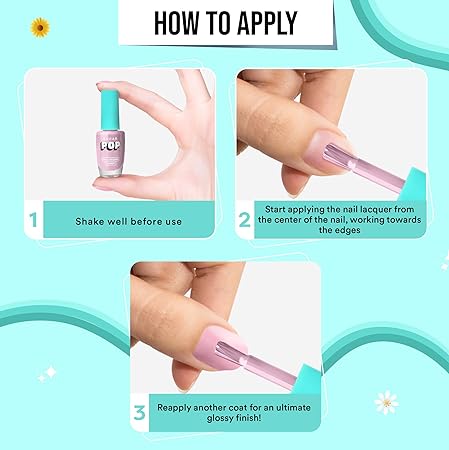 HOW TO APPLY
POP
1
Shake well before use
2
Start applying the nail lacquer from
the center of the nail, working towards
the edges
3
Reapply another coat for an ultimate
glossy finish!